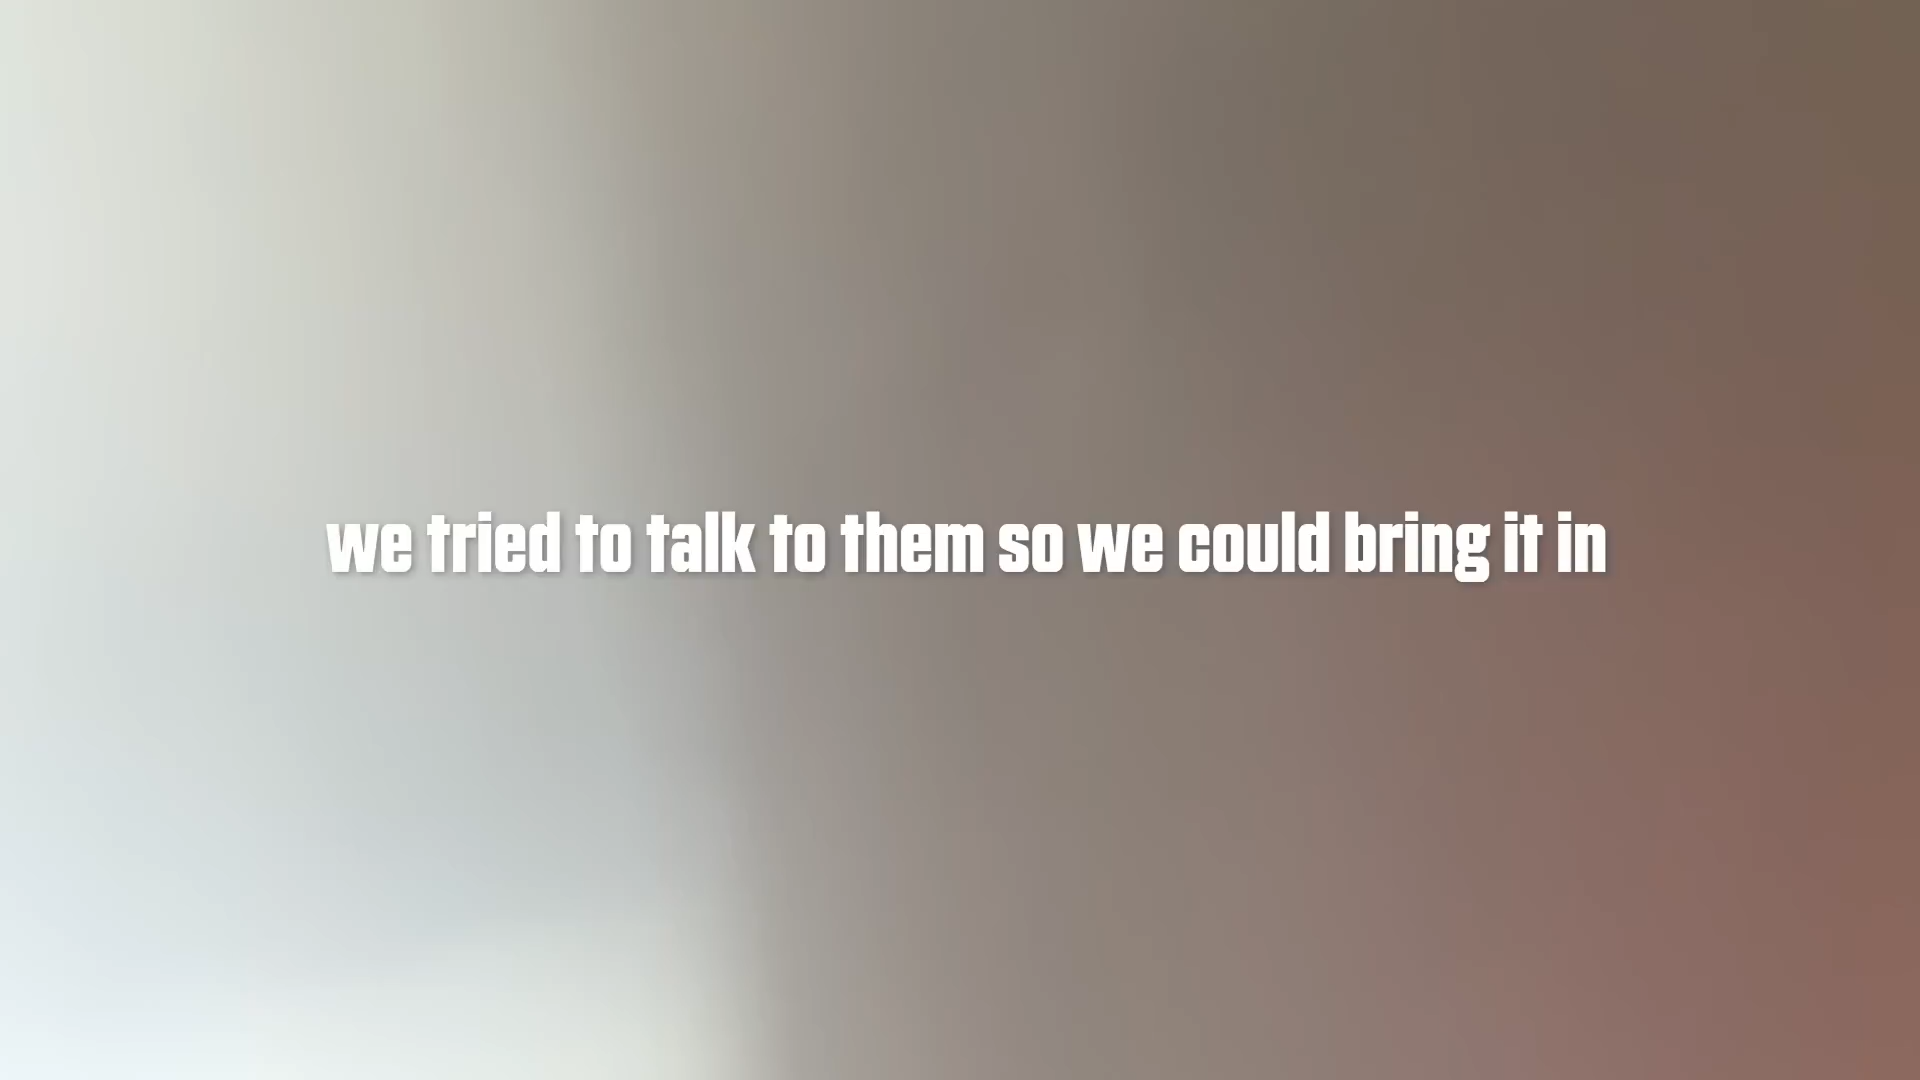 we tried to talk to them so we could bring it in